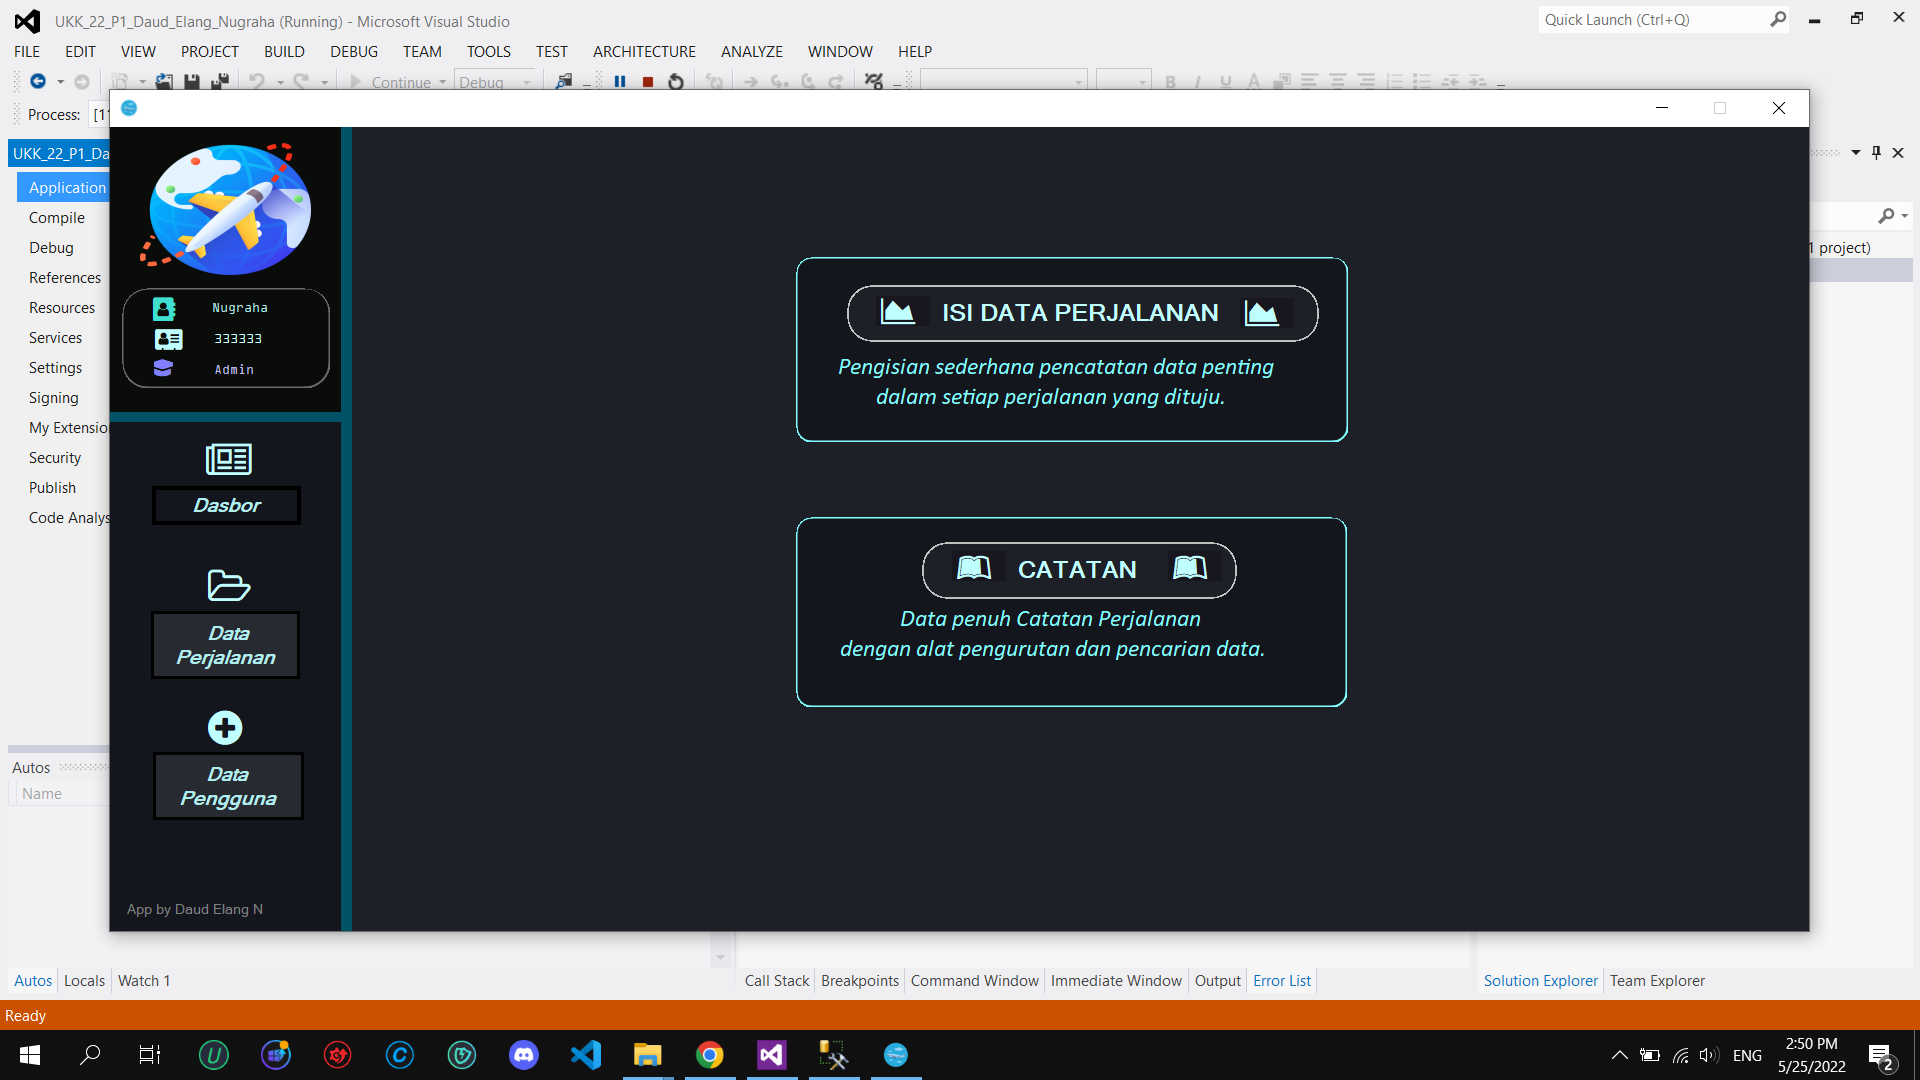 UKK_22_P1_Daud_Elang_Nugraha (Running) - Microsoft Visual Studio
Quick Launch (Ctrl+Q)
FILE EDIT VIEW PROJECT BUILD DEBUG TEAM TOOLS TEST ARCHITECTURE ANALYZE WINDOW HELP
Continue Debug
Process: [11
UKK_22_P1_Da
Application
Compile
Debug
References
Resources
Services
Settings
Signing
My Extensio
Security
Publish
Code Analys
1 project)
Nugraha
333333
Admin
Dasbor
Data
Perjalanan
Data
Pengguna
App by Daud Elang N
ISI DATA PERJALANAN
Pengisian sederhana pencatatan data penting
dalam setiap perjalanan yang dituju.
CATATAN
Data penuh Catatan Perjalanan
dengan alat pengurutan dan pencarian data.
Autos
Name
Autos Locals Watch 1
Call Stack Breakpoints Command Window Immediate Window Output Error List
Solution Explorer Team Explorer
Ready
ENG
2:50 PM
5/25/2022
2